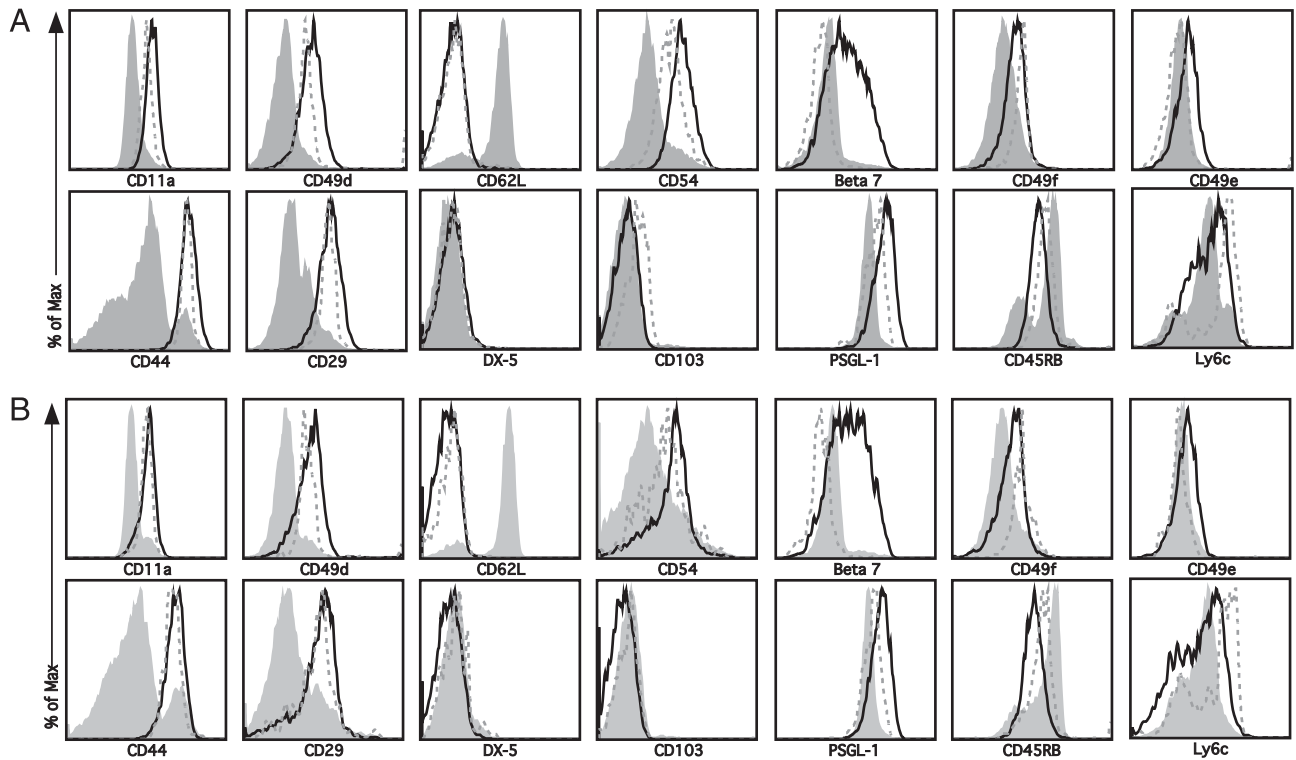 A
CD11a CD49d CD62L CD54 Beta 7 CD49f CD49e
% of Max
CD44 CD29 DX-5 CD103 PSGL-1 CD45RB Ly6c
B
CD11a CD49d CD62L CD54 Beta 7 CD49f CD49e
% of Max
CD44 CD29 DX-5 CD103 PSGL-1 CD45RB Ly6c